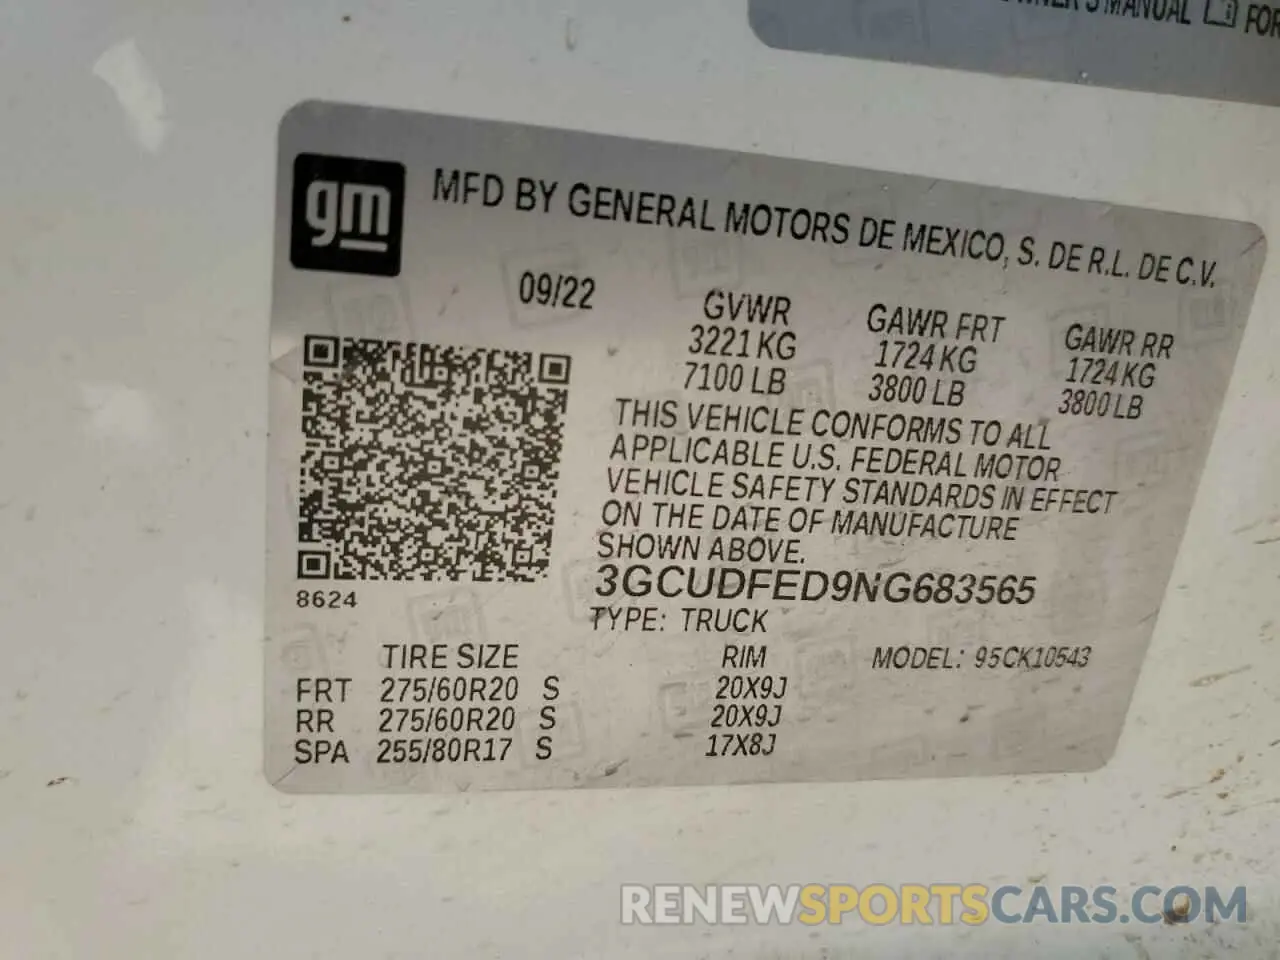 OWNER'S MANUAL FOR
gm
MFD BY GENERAL MOTORS DE MEXICO, S. DE R.L. DE C.V.
09/22
GVWR GAWR FRT GAWR RR
3221 KG 1724 KG 1724 KG
7100 LB 3800 LB 3800 LB
THIS VEHICLE CONFORMS TO ALL
APPLICABLE U.S. FEDERAL MOTOR
VEHICLE SAFETY STANDARDS IN EFFECT
ON THE DATE OF MANUFACTURE
SHOWN ABOVE.
3GCUDFED9NG683565
8624
TYPE: TRUCK
TIRE SIZE RIM MODEL: 95CK10543
FRT 275/60R20 S 20X9J
RR 275/60R20 S 20X9J
SPA 255/80R17 S 17X8J
RENEWSPORTSCARS.COM